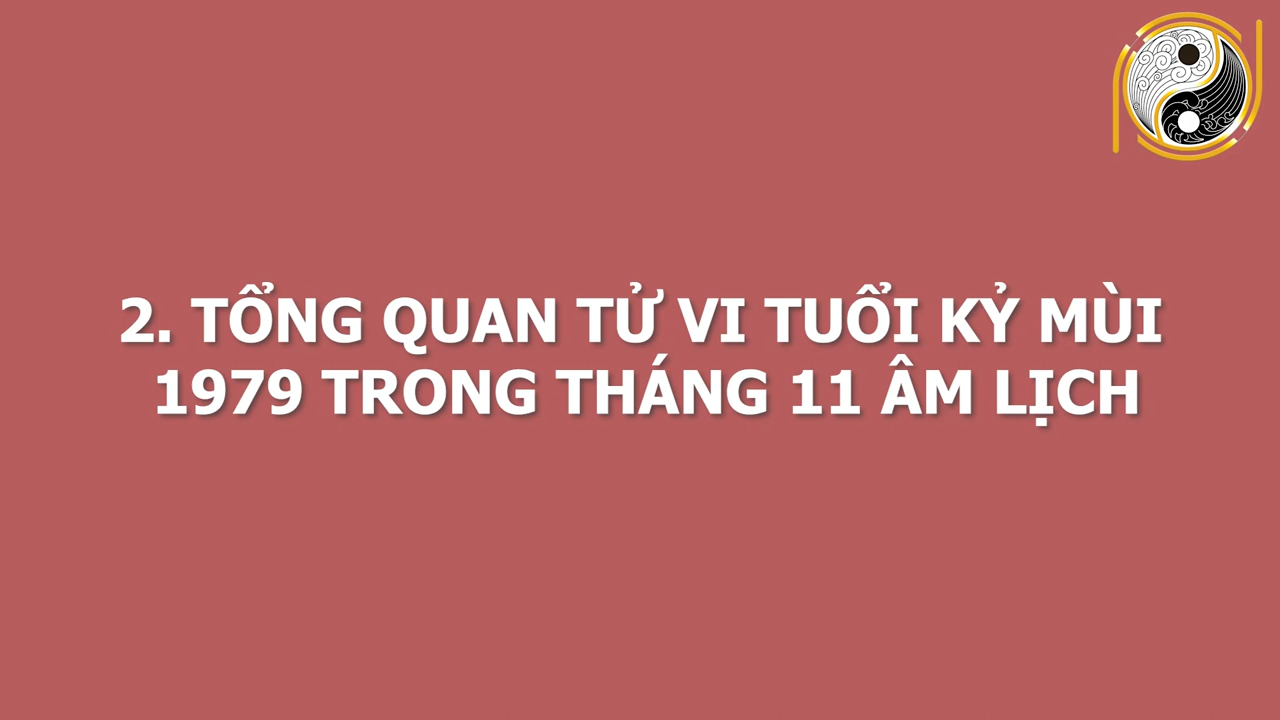 2. TỔNG QUAN TỬ VI TUỔI KỶ MÙI
1979 TRONG THÁNG 11 ÂM LỊCH